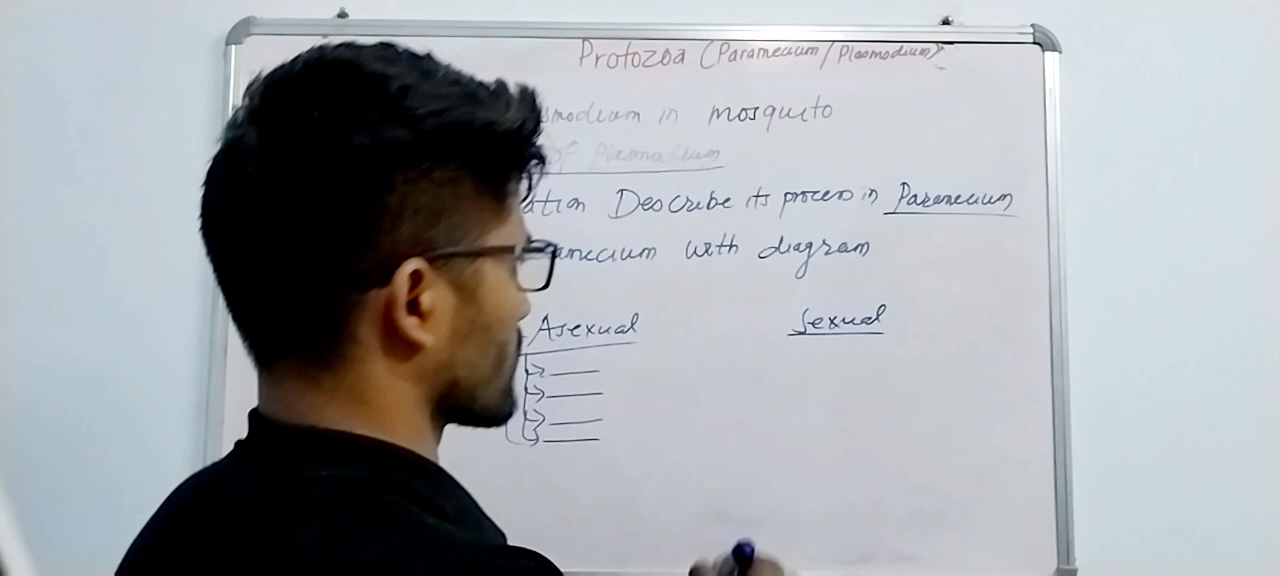 Protozoa (Paramecium/Plasmodium)
smodium in mosquito
of Plasmodium
ation Describe its process in Paramecium
amecium with diagram
Asexual Sexual